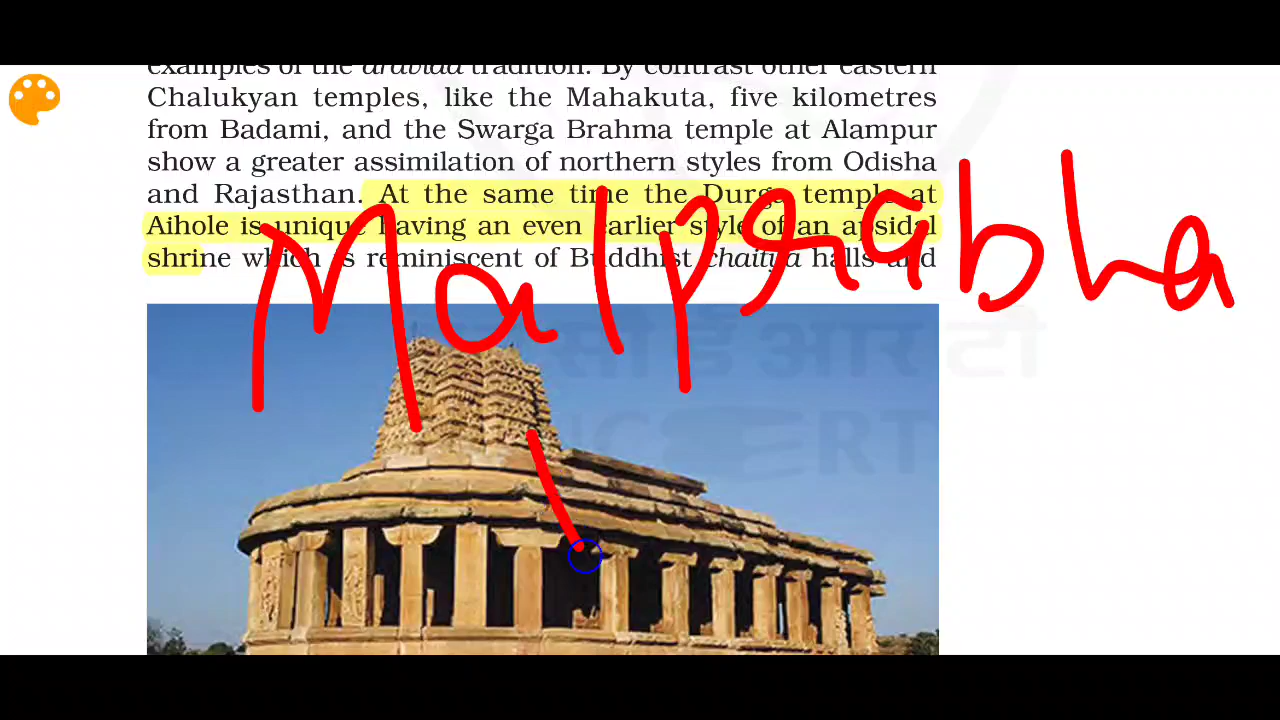 examples of the dravida tradition. By contrast other eastern
Chalukyan temples, like the Mahakuta, five kilometres
from Badami, and the Swarga Brahma temple at Alampur
show a greater assimilation of northern styles from Odisha
and Rajasthan. At the same time the Durga temple at
Aihole is unique having an even earlier style of an apsidal
shrine which is reminiscent of Buddhist chaitya halls and
Malprabha
सी ई आर टी
NCERT